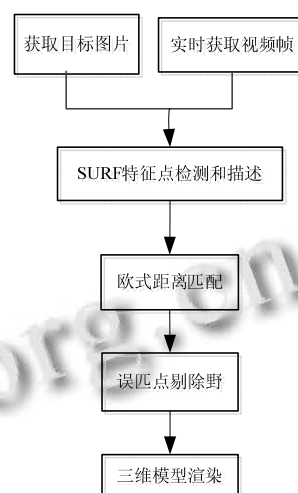 获取目标图片
实时获取视频帧
SURF特征点检测和描述
欧式距离匹配
误匹点剔除野
三维模型渲染
org.on